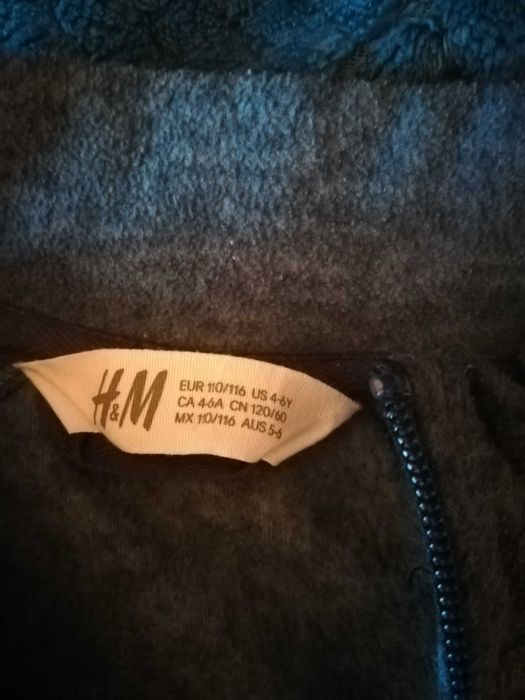 H&M
EUR 110/116 US 4-6Y
CA 4-6A CN 120/60
MX 110/116 AUS 5-6